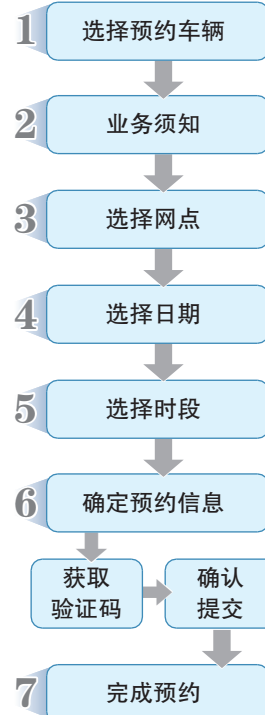 1 选择预约车辆
2 业务须知
3 选择网点
4 选择日期
5 选择时段
6 确定预约信息
获取
验证码
确认
提交
7 完成预约